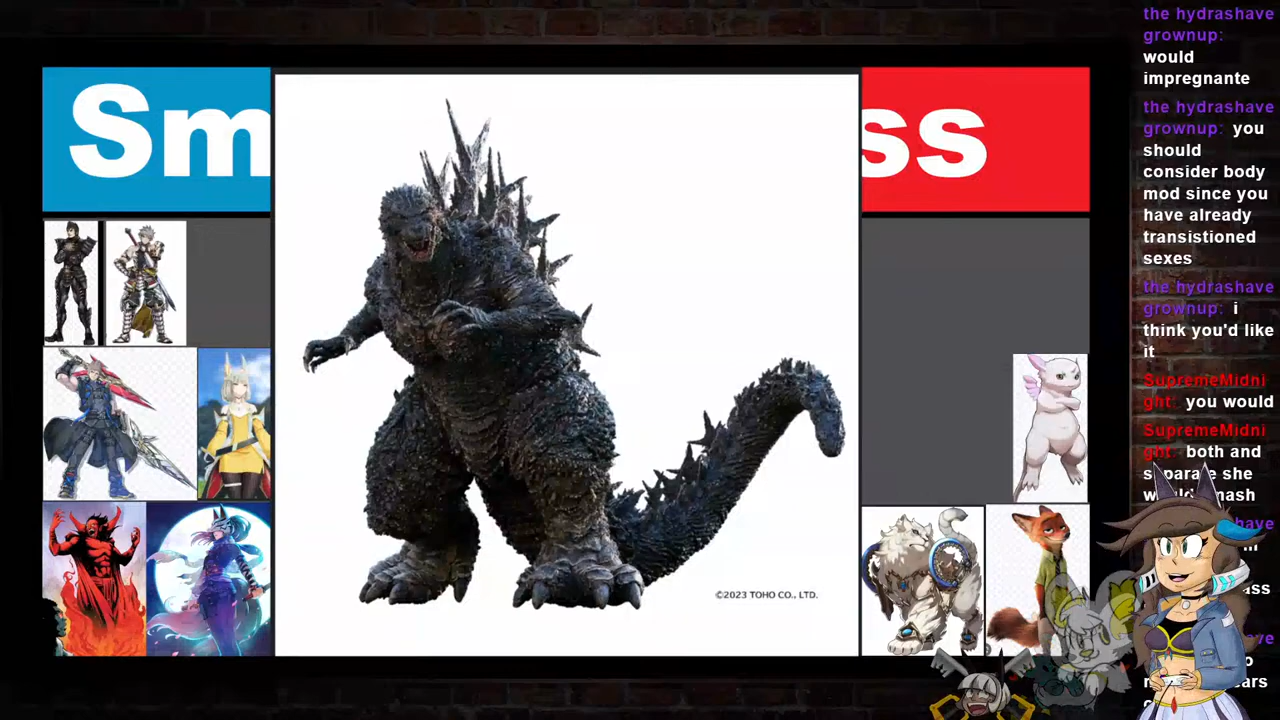 Sm
ss
©2023 TOHO CO., LTD.
the hydrashave
grownup:
would
impregnante
the hydrashave
grownup: you
should
consider body
mod since you
have already
transistioned
sexes
the hydrashave
grownup: i
think you'd like
it
SupremeMidni
ght: you would
SupremeMidni
ght: both and
separate she